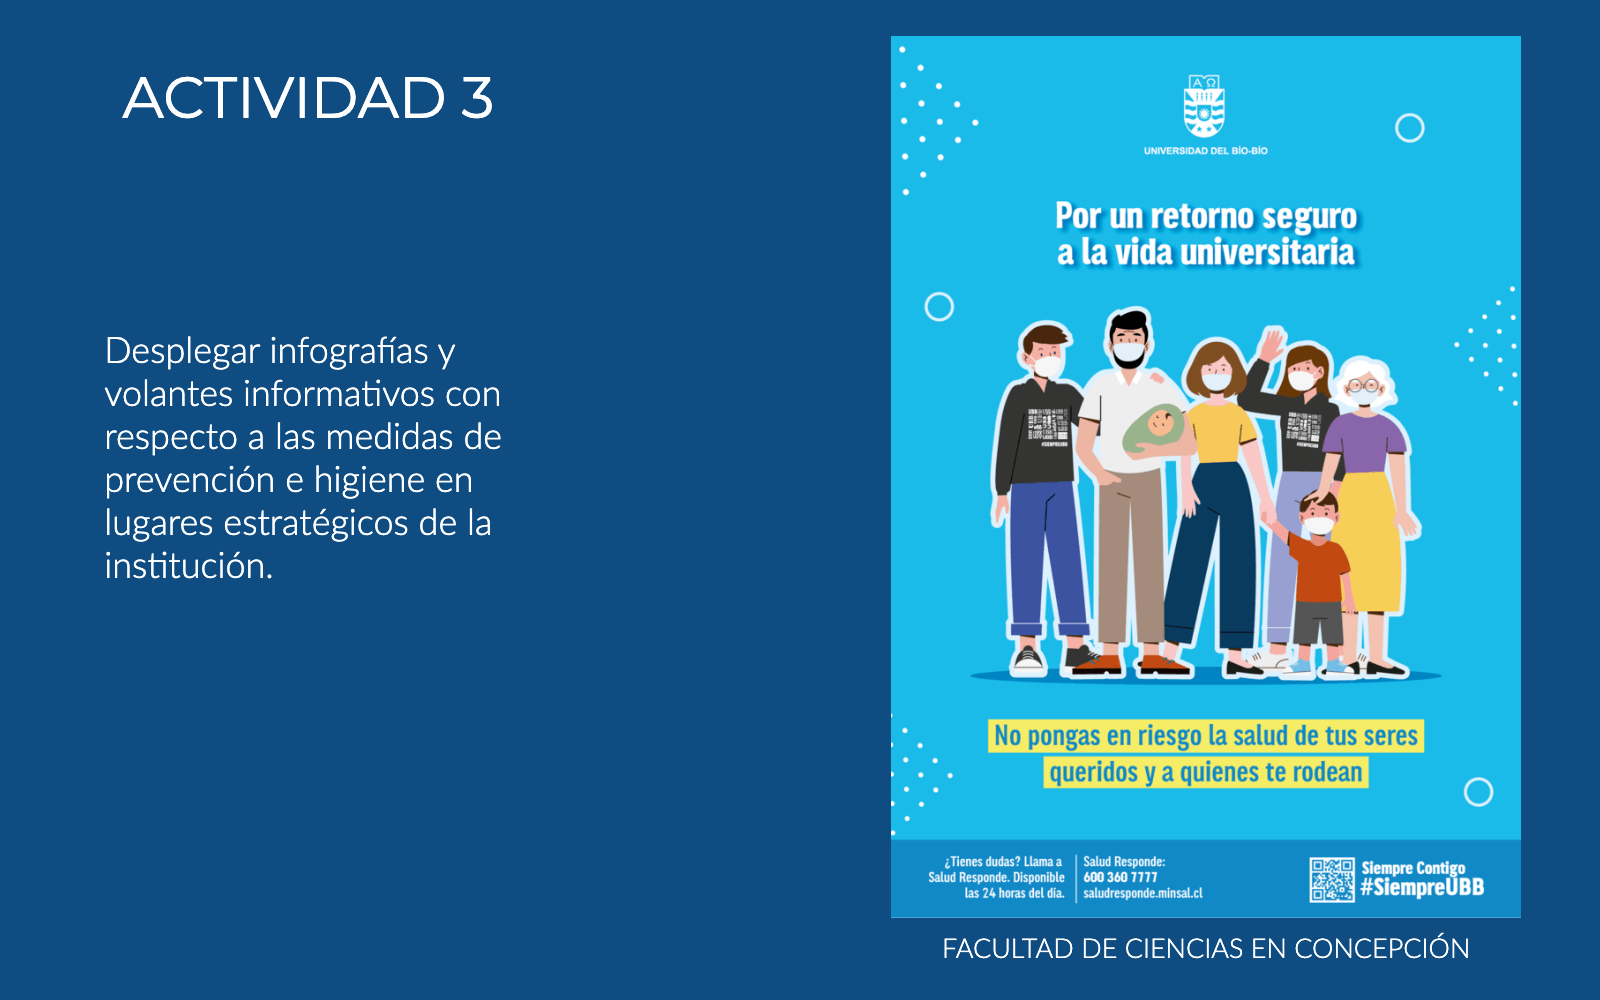 ACTIVIDAD 3
Desplegar infografías y
volantes informativos con
respecto a las medidas de
prevención e higiene en
lugares estratégicos de la
institución.
ΑΩ
UNIVERSIDAD DEL BÍO-BÍO
Por un retorno seguro
a la vida universitaria
#SIEMPREUBB
No pongas en riesgo la salud de tus seres
queridos y a quienes te rodean
¿Tienes dudas? Llama a
Salud Responde. Disponible
las 24 horas del día.
Salud Responde:
600 360 7777
saludresponde.minsal.cl
Siempre Contigo
#SiempreUBB
FACULTAD DE CIENCIAS EN CONCEPCIÓN